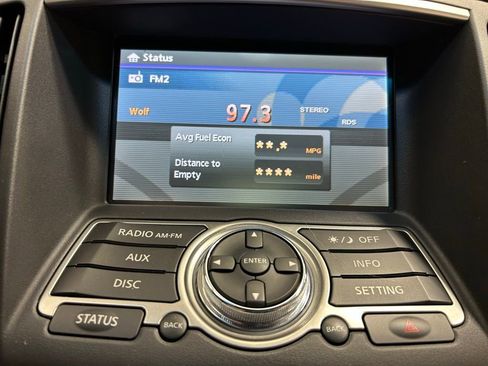 Status
FM2
Wolf 97.3 STEREO RDS
Avg Fuel Econ **.* MPG
Distance to
Empty **** mile
RADIO AM·FM
OFF
AUX
ENTER
INFO
DISC
SETTING
STATUS
BACK
BACK